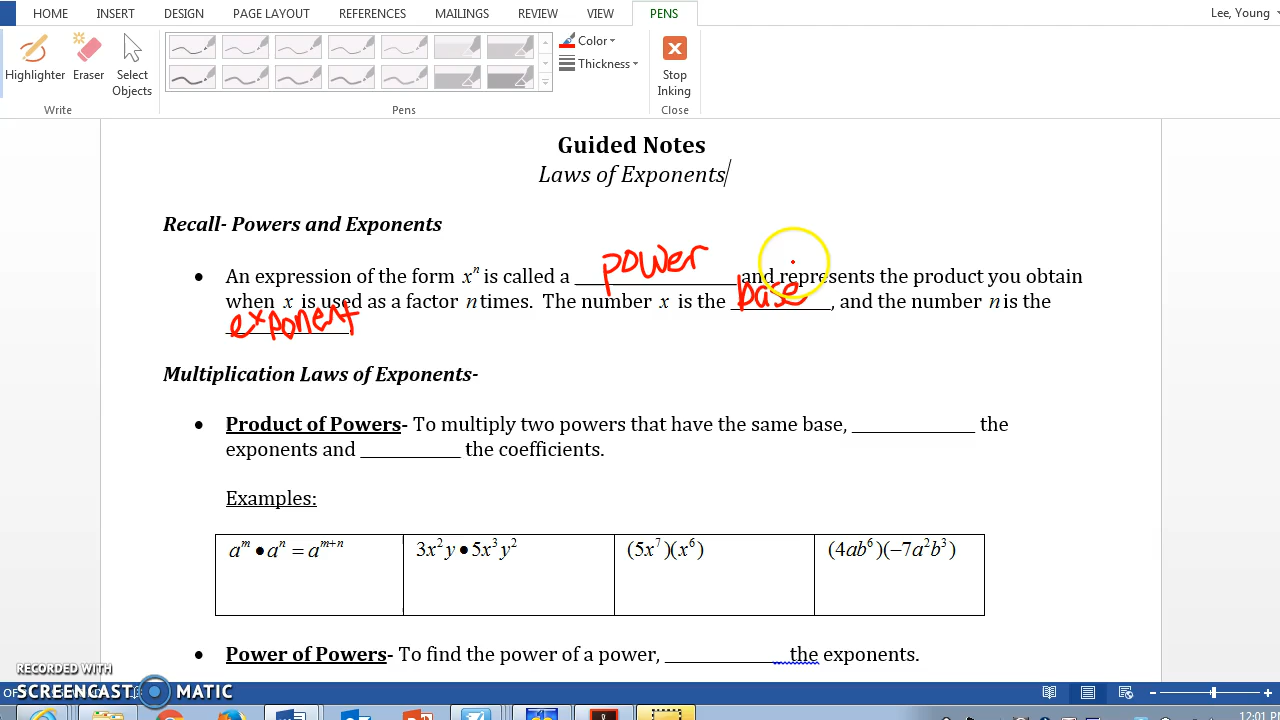 HOME INSERT DESIGN PAGE LAYOUT REFERENCES MAILINGS REVIEW VIEW PENS Lee, Young
Color
Thickness
Highlighter Eraser Select Objects Stop Inking
Write Pens Close
Guided Notes
Laws of Exponents
Recall- Powers and Exponents
• An expression of the form xⁿ is called a power and represents the product you obtain
when x is used as a factor n times. The number x is the base, and the number n is the
exponent.
Multiplication Laws of Exponents-
• Product of Powers- To multiply two powers that have the same base, _____________ the
exponents and ___________ the coefficients.
Examples:
aᵐ • aⁿ = aᵐ⁺ⁿ 3x²y • 5x³y² (5x⁷)(x⁶) (4ab⁶)(−7a²b³)
• Power of Powers- To find the power of a power, ____________ the exponents.
RECORDED WITH
SCREENCAST MATIC
12:01 PM